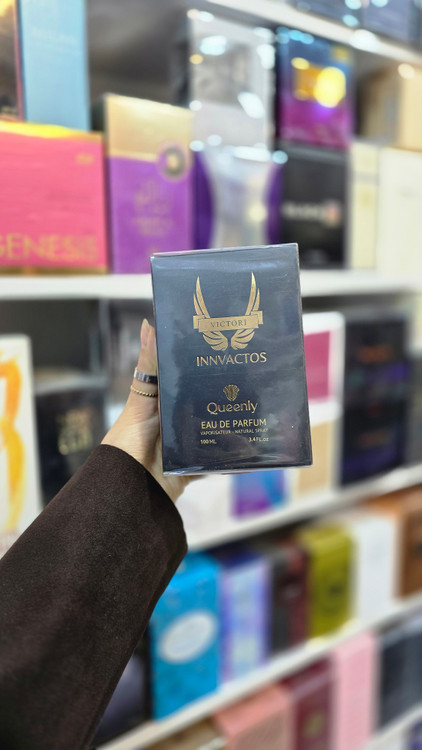 GENESIS
VICTORI
INNVACTOS
Queenly
EAU DE PARFUM
VAPORISATEUR - NATURAL SPRAY
100 ML 3.4 FL.oz